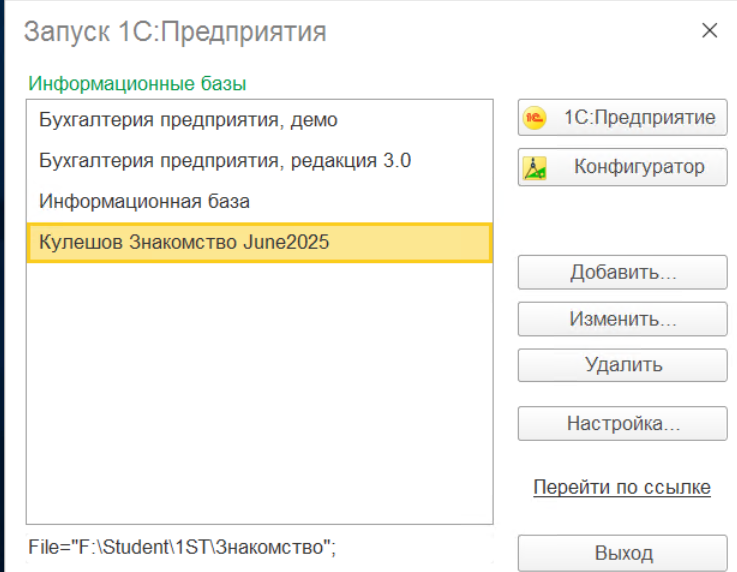 Запуск 1С:Предприятия
Информационные базы
Бухгалтерия предприятия, демо
Бухгалтерия предприятия, редакция 3.0
Информационная база
Кулешов Знакомство June2025
File="F:\Student\1ST\Знакомство";
1С:Предприятие
Конфигуратор
Добавить...
Изменить...
Удалить
Настройка...
Перейти по ссылке
Выход